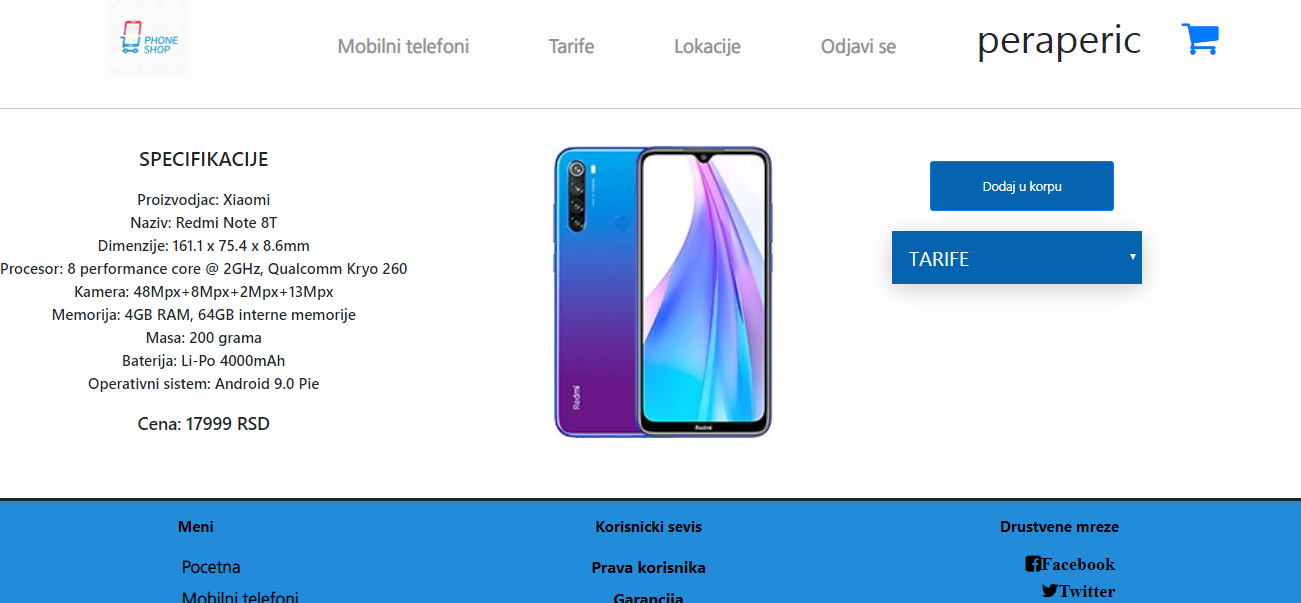 PHONE
SHOP
Mobilni telefoni
Tarife
Lokacije
Odjavi se
peraperic
SPECIFIKACIJE
Proizvodjac: Xiaomi
Naziv: Redmi Note 8T
Dimenzije: 161.1 x 75.4 x 8.6mm
Procesor: 8 performance core @ 2GHz, Qualcomm Kryo 260
Kamera: 48Mpx+8Mpx+2Mpx+13Mpx
Memorija: 4GB RAM, 64GB interne memorije
Masa: 200 grama
Baterija: Li-Po 4000mAh
Operativni sistem: Android 9.0 Pie
Cena: 17999 RSD
Redmi
Redmi
Dodaj u korpu
TARIFE
Meni
Pocetna
Mobilni telefoni
Korisnicki sevis
Prava korisnika
Garancija
Drustvene mreze
Facebook
Twitter